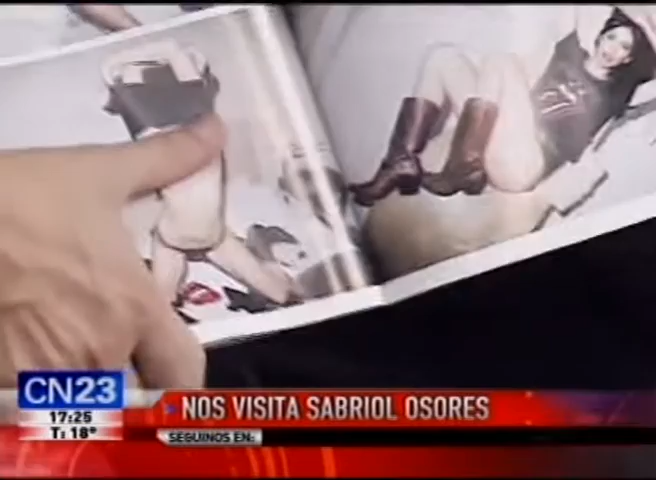 CN23
17:25
T: 18°
NOS VISITA SABRIOL OSORES
SEGUINOS EN: